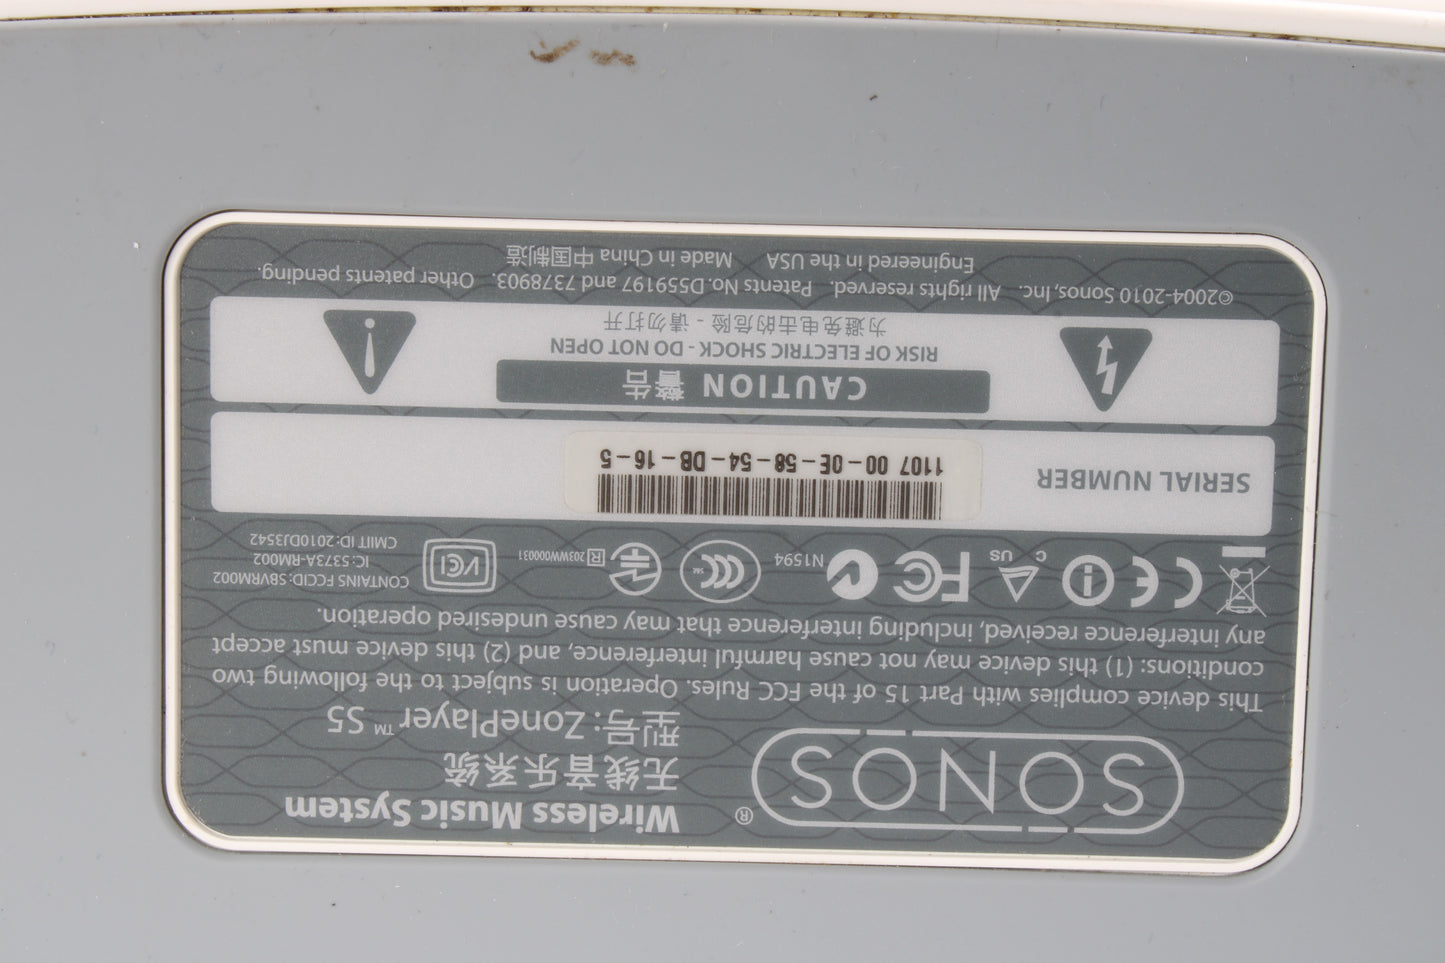 SONOS®
Wireless Music System
无线音乐系统
型号: ZonePlayer™ S5
This device complies with Part 15 of the FCC Rules. Operation is subject to the following two
conditions: (1) this device may not cause harmful interference, and (2) this device must accept
any interference received, including interference that may cause undesired operation.
CE
FC
C US
N1594
CCC
S&E
R 203WW000031
VCI
CONTAINS FCCID: SBVRM002
IC: 5373A-RM002
CMIIT ID: 2010DJ3542
SERIAL NUMBER
1107 00-0E-58-54-DB-16-5
CAUTION 警告
RISK OF ELECTRIC SHOCK - DO NOT OPEN
为避免电击的危险 - 请勿打开
©2004-2010 Sonos, Inc. All rights reserved. Patents No. D559197 and 7378903. Other patents pending.
Engineered in the USA Made in China 中国制造